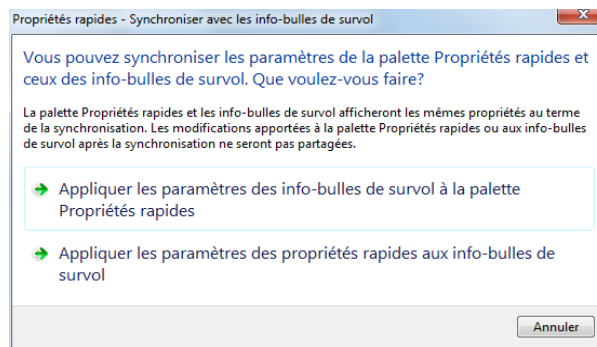 Propriétés rapides - Synchroniser avec les info-bulles de survol
Vous pouvez synchroniser les paramètres de la palette Propriétés rapides et
ceux des info-bulles de survol. Que voulez-vous faire?
La palette Propriétés rapides et les info-bulles de survol afficheront les mêmes propriétés au terme
de la synchronisation. Les modifications apportées à la palette Propriétés rapides ou aux info-bulles
de survol après la synchronisation ne seront pas partagées.
Appliquer les paramètres des info-bulles de survol à la palette
Propriétés rapides
Appliquer les paramètres des propriétés rapides aux info-bulles de
survol
Annuler